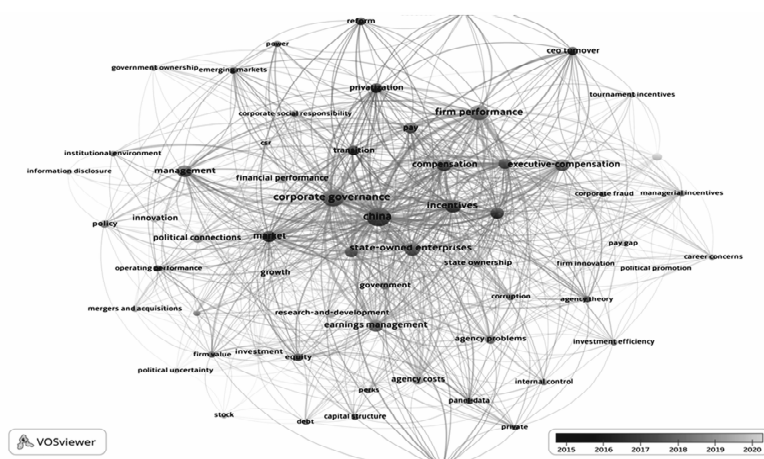 reform
power
ceo turnover
government ownership
emerging markets
privatization
tournament incentives
corporate social responsibility
firm performance
pay
csr
transition
institutional environment
information disclosure
management
financial performance
compensation
executive-compensation
corporate governance
corporate fraud
managerial incentives
incentives
china
policy
innovation
political connections
market
state-owned enterprises
pay gap
career concerns
operating performance
growth
state ownership
firm innovation
political promotion
government
corruption
agency theory
mergers and acquisitions
research-and-development
earnings management
agency problems
investment efficiency
firm value
investment
equity
political uncertainty
agency costs
internal control
perks
panel data
stock
debt
capital structure
private
VOSviewer
2015 2016 2017 2018 2019 2020